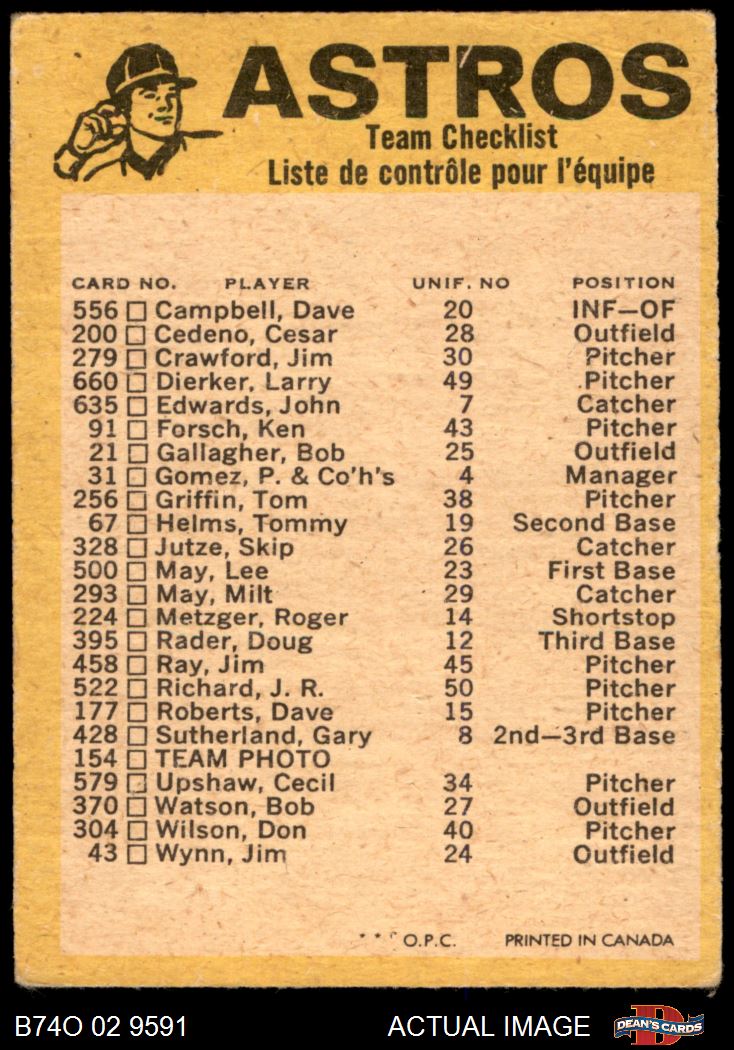 ASTROS
Team Checklist
Liste de contrôle pour l'équipe
CARD NO. PLAYER UNIF. NO POSITION
556 □ Campbell, Dave 20 INF—OF
200 □ Cedeno, Cesar 28 Outfield
279 □ Crawford, Jim 30 Pitcher
660 □ Dierker, Larry 49 Pitcher
635 □ Edwards, John 7 Catcher
91 □ Forsch, Ken 43 Pitcher
21 □ Gallagher, Bob 25 Outfield
31 □ Gomez, P. & Co'h's 4 Manager
256 □ Griffin, Tom 38 Pitcher
67 □ Helms, Tommy 19 Second Base
328 □ Jutze, Skip 26 Catcher
500 □ May, Lee 23 First Base
293 □ May, Milt 29 Catcher
224 □ Metzger, Roger 14 Shortstop
395 □ Rader, Doug 12 Third Base
458 □ Ray, Jim 45 Pitcher
522 □ Richard, J. R. 50 Pitcher
177 □ Roberts, Dave 15 Pitcher
428 □ Sutherland, Gary 8 2nd—3rd Base
154 □ TEAM PHOTO
579 □ Upshaw, Cecil 34 Pitcher
370 □ Watson, Bob 27 Outfield
304 □ Wilson, Don 40 Pitcher
43 □ Wynn, Jim 24 Outfield
* * * O.P.C. PRINTED IN CANADA
B74O 02 9591 ACTUAL IMAGE DEAN'S CARDS